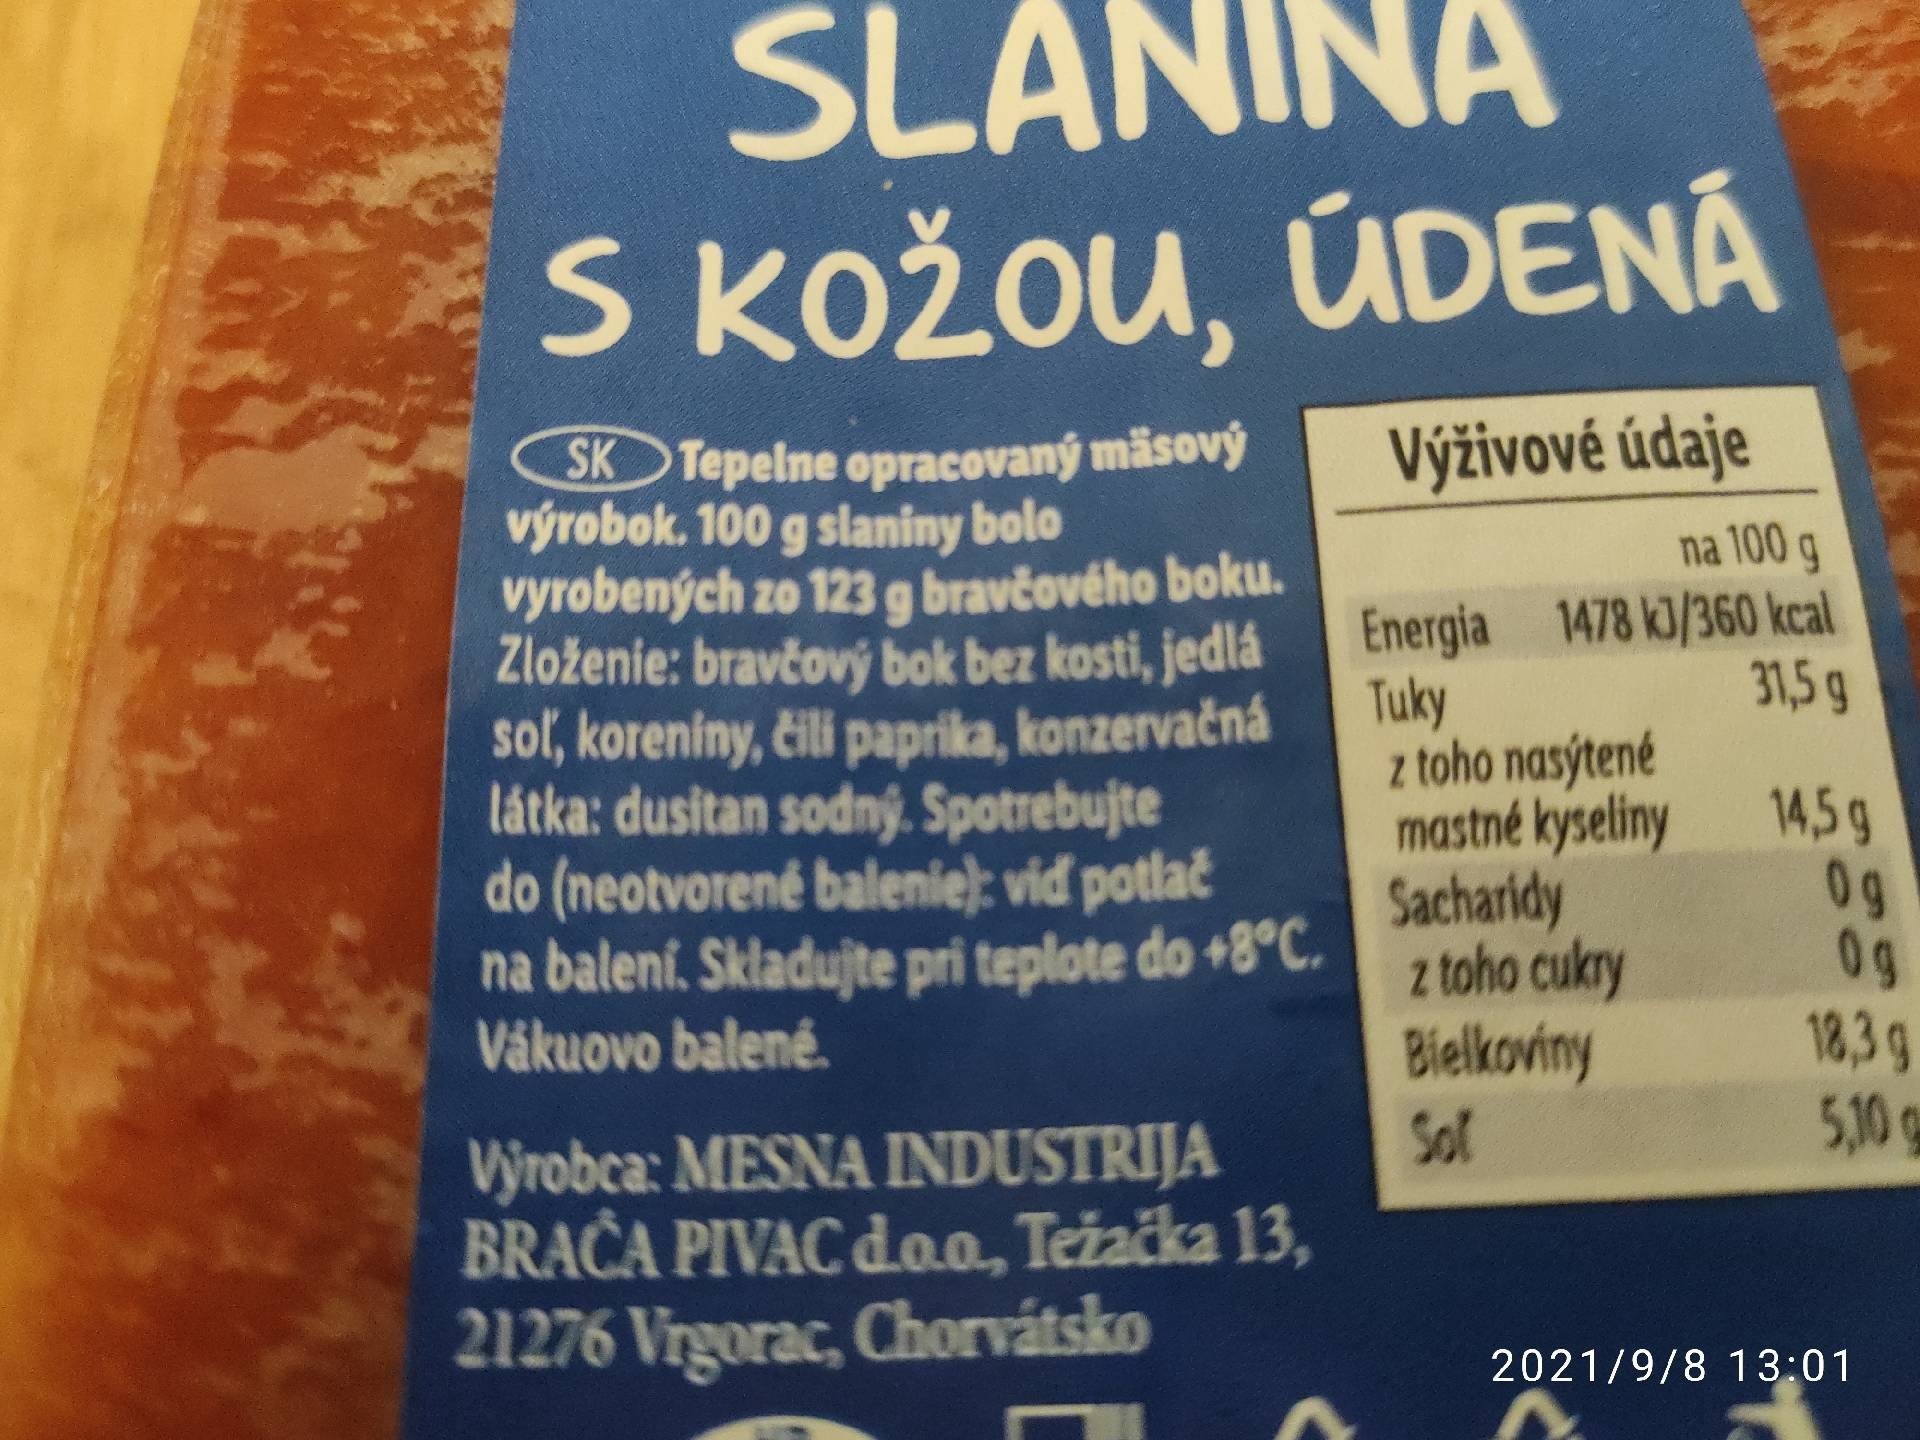 SLANINA
S KOŽOU, ÚDENÁ
SK Tepelne opracovaný mäsový
výrobok. 100 g slaniny bolo
vyrobených zo 123 g bravčového boku.
Zloženie: bravčový bok bez kosti, jedlá
soľ, koreniny, čili paprika, konzervačná
látka: dusitan sodný. Spotrebujte
do (neotvorené balenie): viď potlač
na balení. Skladujte pri teplote do +8°C.
Vákuovo balené.
Výrobca: MESNA INDUSTRIJA
BRAĆA PIVAC d.o.o., Težačka 13,
21276 Vrgorac, Chorvátsko
Výživové údaje
na 100 g
Energia 1478 kJ/360 kcal
Tuky 31,5 g
z toho nasýtené
mastné kyseliny 14,5 g
Sacharidy 0 g
z toho cukry 0 g
Bielkoviny 18,3 g
Soľ 5,10 g
2021/9/8 13:01